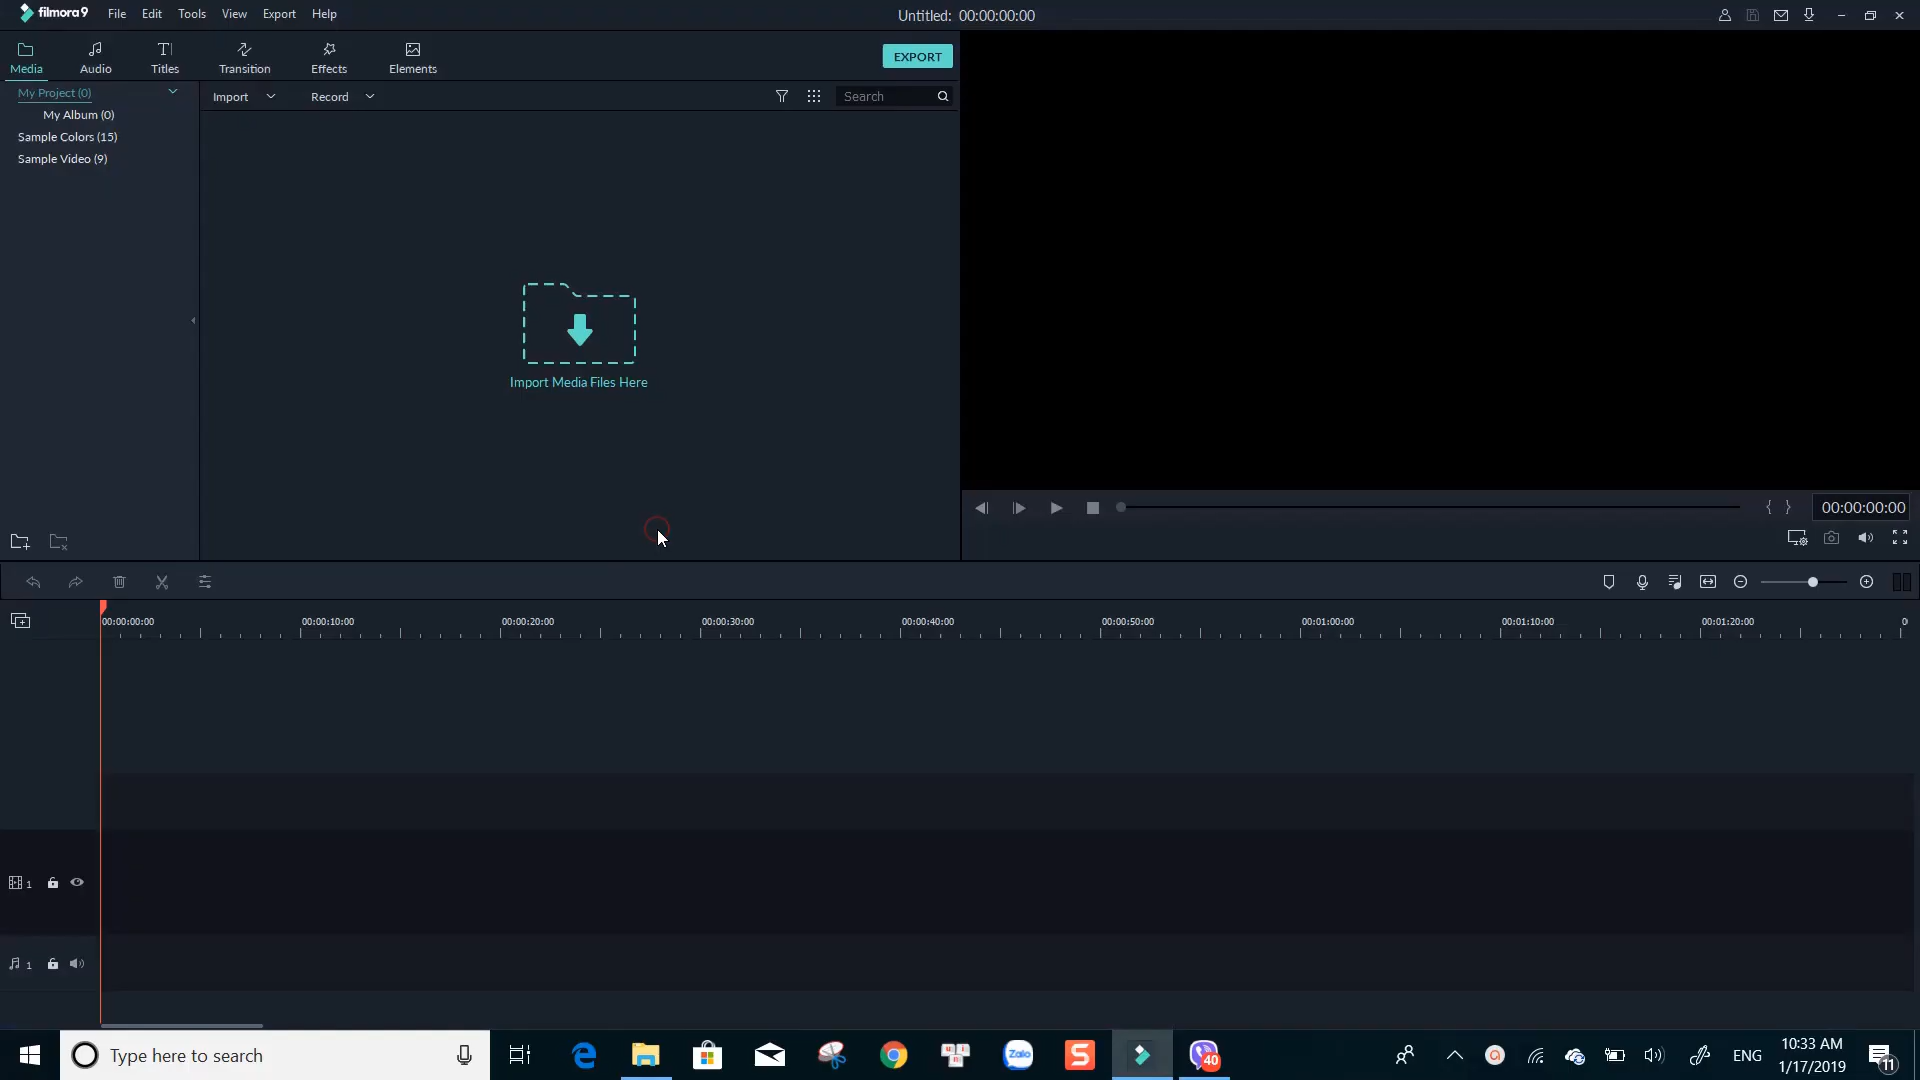 filmora9 File Edit Tools View Export Help
Untitled: 00:00:00:00
Media Audio Titles Transition Effects Elements
EXPORT
My Project (0)
Import Record Search
My Album (0)
Sample Colors (15)
Sample Video (9)
Import Media Files Here
{ } 00:00:00:00
00:00:00:00 00:00:10:00 00:00:20:00 00:00:30:00 00:00:40:00 00:00:50:00 00:01:00:00 00:01:10:00 00:01:20:00 0
1
1
Type here to search
Zalo
S
40
ENG
10:33 AM
1/17/2019
11